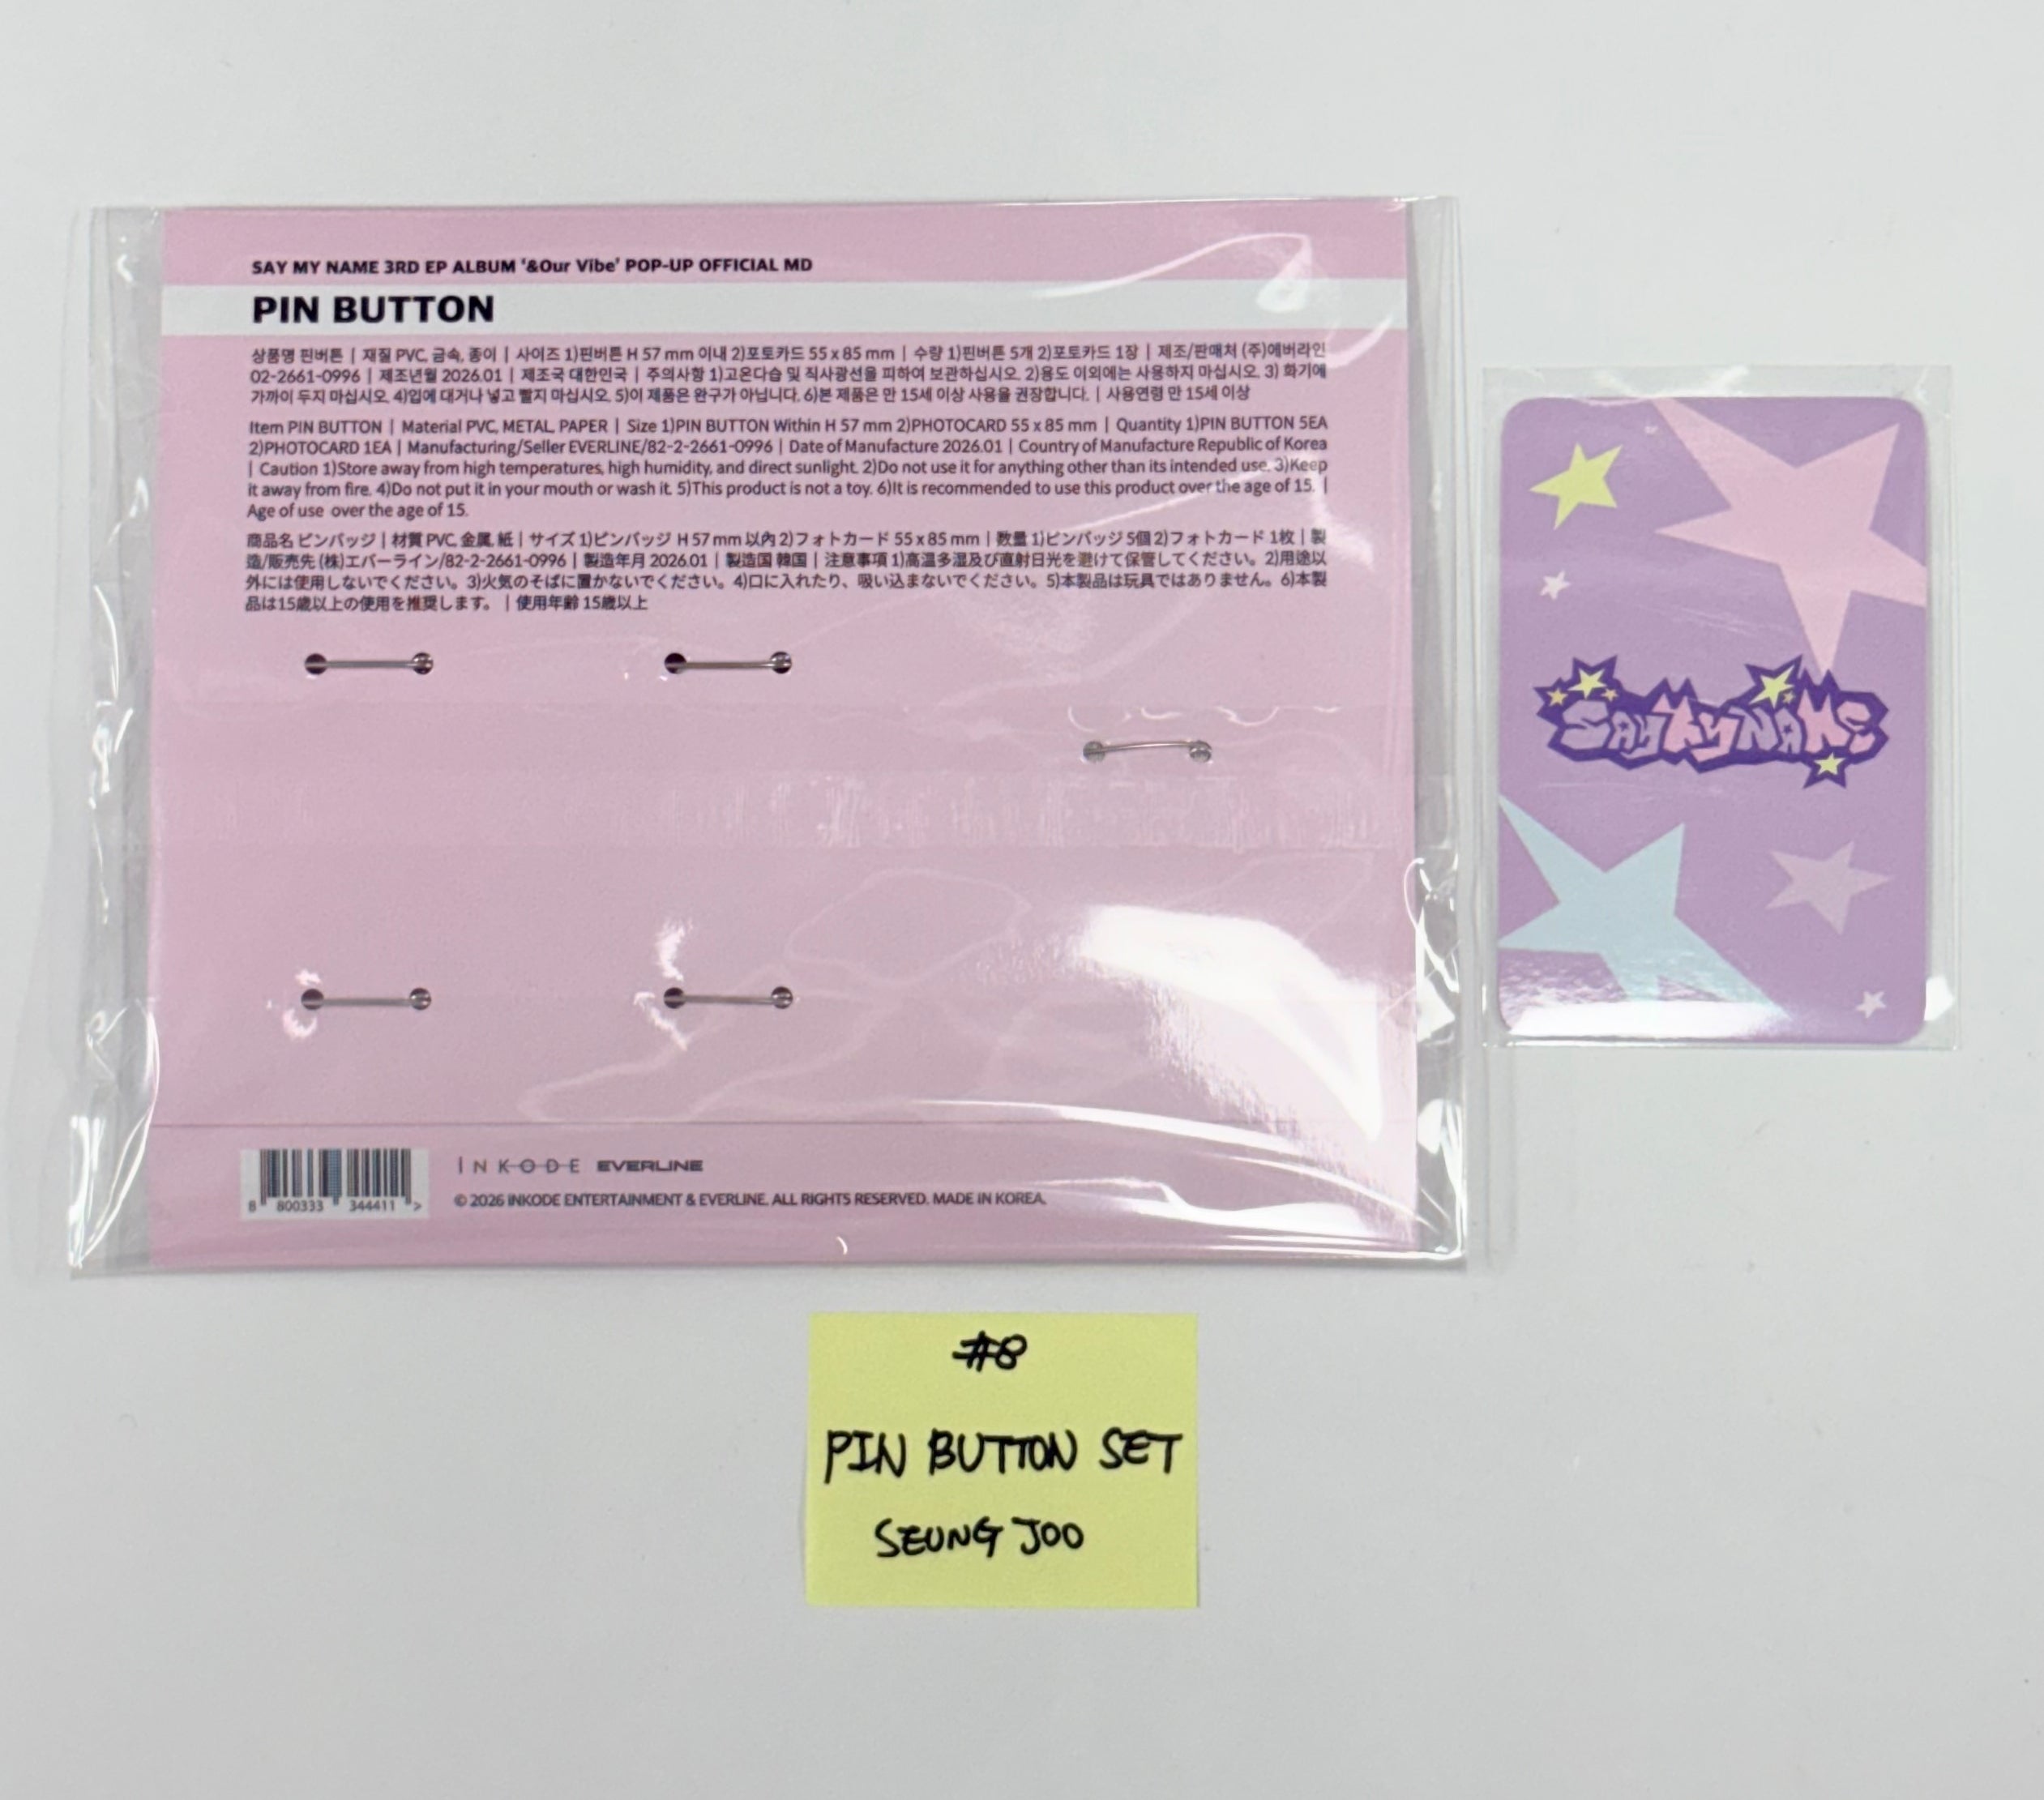 SAY MY NAME 3RD EP ALBUM '&Our Vibe' POP-UP OFFICIAL MD
PIN BUTTON
상품명 핀버튼 | 재질 PVC, 금속, 종이 | 사이즈 1)핀버튼 H 57 mm 이내 2)포토카드 55 x 85 mm | 수량 1)핀버튼 5개 2)포토카드 1장 | 제조/판매처 (주)에버라인
02-2661-0996 | 제조년월 2026.01 | 제조국 대한민국 | 주의사항 1)고온다습 및 직사광선을 피하여 보관하십시오. 2)용도 이외에는 사용하지 마십시오. 3) 화기에
가까이 두지 마십시오. 4)입에 대거나 넣고 빨지 마십시오. 5)이 제품은 완구가 아닙니다. 6)본 제품은 만 15세 이상 사용을 권장합니다. | 사용연령 만 15세 이상
Item PIN BUTTON | Material PVC, METAL, PAPER | Size 1)PIN BUTTON Within H 57 mm 2)PHOTOCARD 55 x 85 mm | Quantity 1)PIN BUTTON 5EA
2)PHOTOCARD 1EA | Manufacturing/Seller EVERLINE/82-2-2661-0996 | Date of Manufacture 2026.01 | Country of Manufacture Republic of Korea
| Caution 1)Store away from high temperatures, high humidity, and direct sunlight. 2)Do not use it for anything other than its intended use. 3)Keep
it away from fire. 4)Do not put it in your mouth or wash it. 5)This product is not a toy. 6)It is recommended to use this product over the age of 15. |
Age of use over the age of 15.
商品名 ピンバッジ | 材質 PVC, 金属, 紙 | サイズ 1)ピンバッジ H 57 mm 以内 2)フォトカード 55 x 85 mm | 数量 1)ピンバッジ 5個 2)フォトカード 1枚 | 製
造/販売先 (株)エバーライン/82-2-2661-0996 | 製造年月 2026.01 | 製造国 韓国 | 注意事項 1)高温多湿及び直射日光を避けて保管してください。2)用途以
外には使用しないでください。3)火気のそばに置かないでください。4)口に入れたり、吸い込まないでください。5)本製品は玩具ではありません。6)本製
品は15歳以上の使用を推奨します。 | 使用年齢 15歳以上
SAYMYNAME
8 800333 344411 >
iNKODE EVERLINE
© 2026 iNKODE ENTERTAINMENT & EVERLINE. ALL RIGHTS RESERVED. MADE IN KOREA.
#8
PIN BUTTON SET
SEUNG JOO